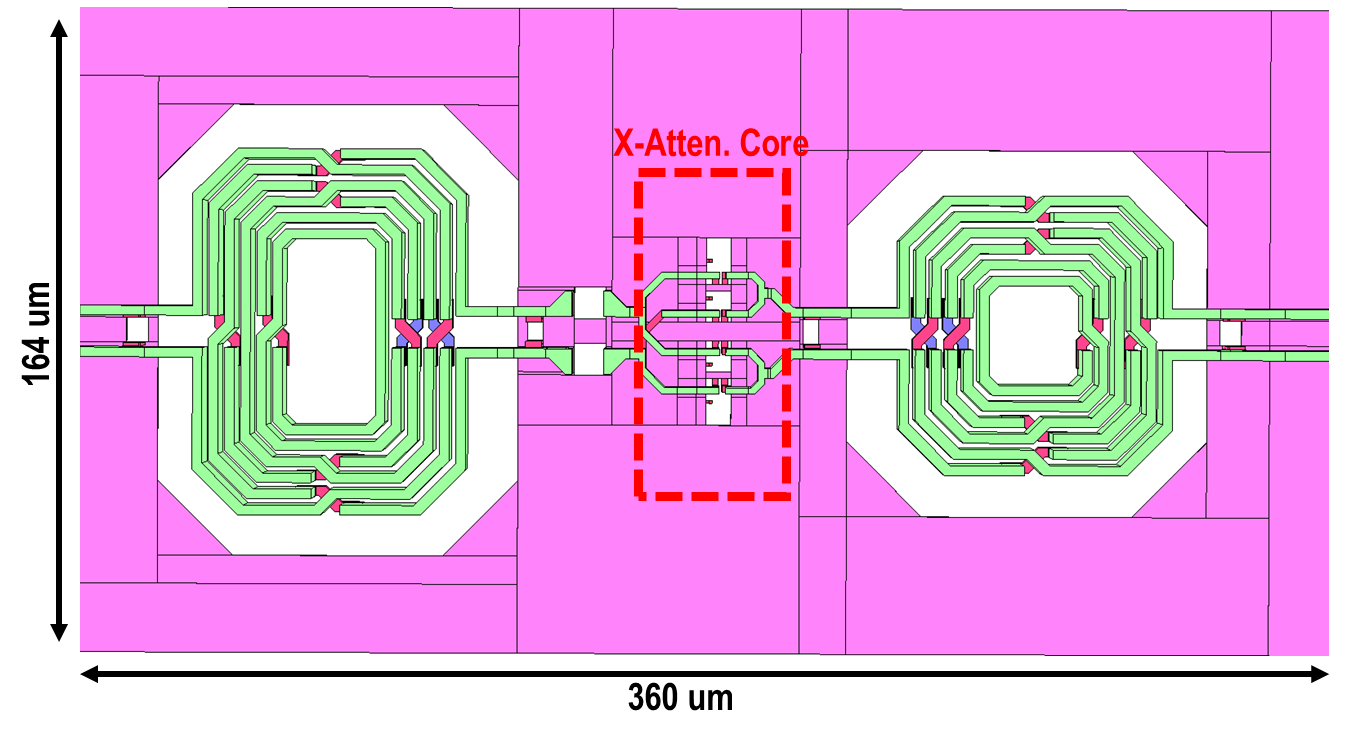 X-Atten. Core
164 um
360 um